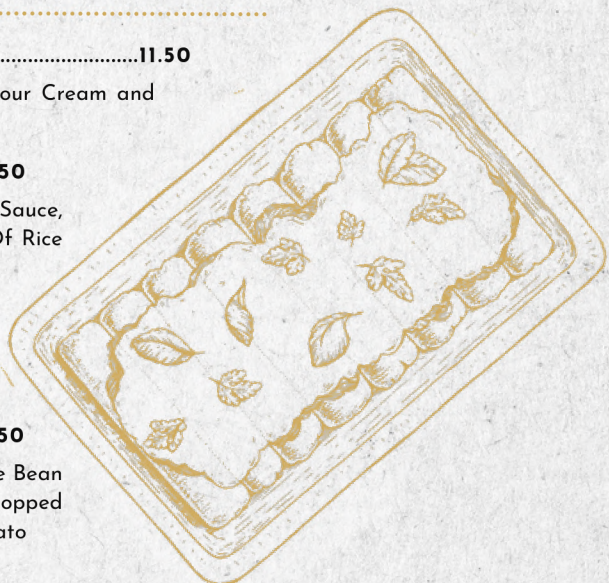 11.50
our Cream and
50
Sauce,
Of Rice
50
Bean
opped
ato